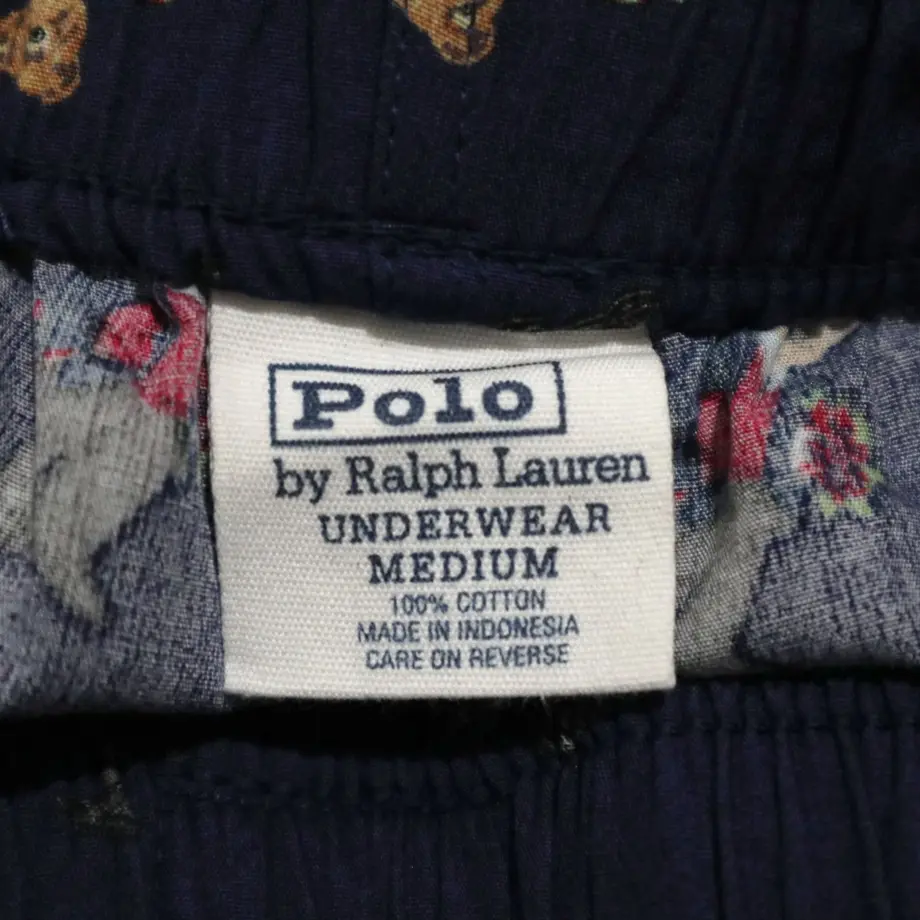 Polo
by Ralph Lauren
UNDERWEAR
MEDIUM
100% COTTON
MADE IN INDONESIA
CARE ON REVERSE